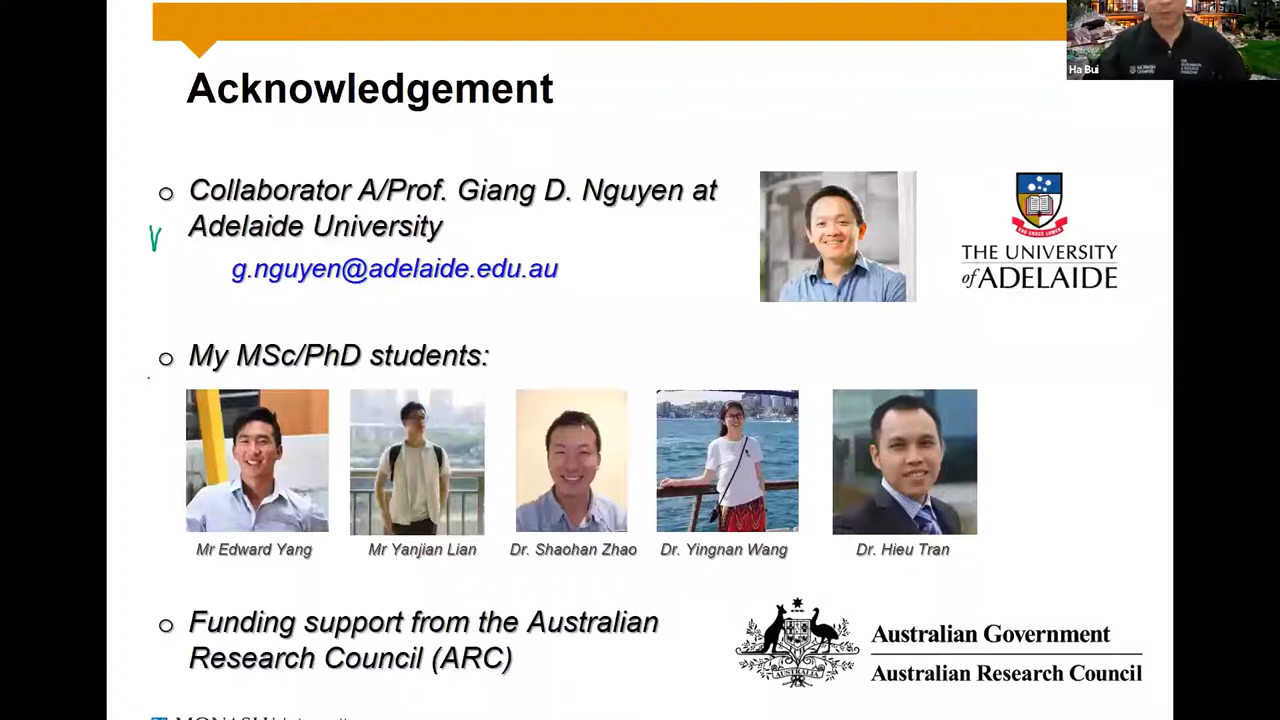 Ha Bui
Acknowledgement
Collaborator A/Prof. Giang D. Nguyen at
Adelaide University
g.nguyen@adelaide.edu.au
THE UNIVERSITY
of ADELAIDE
My MSc/PhD students:
Mr Edward Yang
Mr Yanjian Lian
Dr. Shaohan Zhao
Dr. Yingnan Wang
Dr. Hieu Tran
Funding support from the Australian
Research Council (ARC)
AUSTRALIA
Australian Government
Australian Research Council